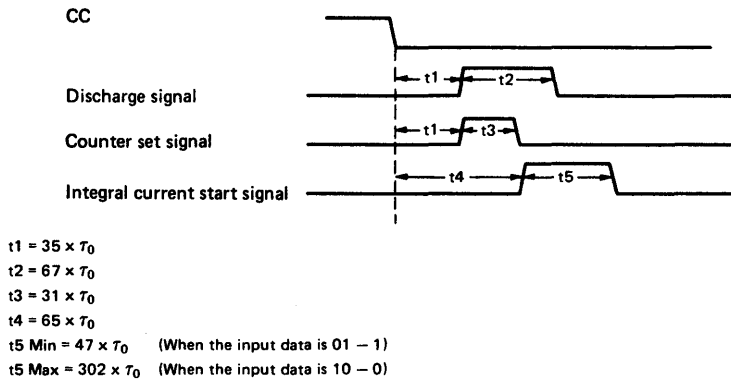 CC
t1
t2
Discharge signal
t1
t3
Counter set signal
t4
t5
Integral current start signal
t1 = 35 × τ0
t2 = 67 × τ0
t3 = 31 × τ0
t4 = 65 × τ0
t5 Min = 47 × τ0 (When the input data is 01 – 1)
t5 Max = 302 × τ0 (When the input data is 10 – 0)